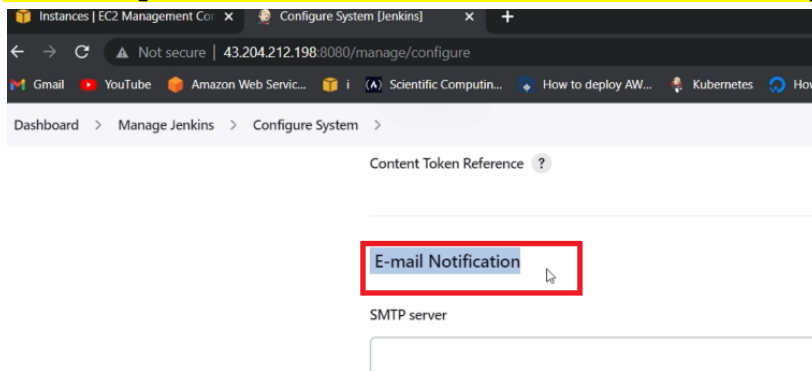 Instances | EC2 Management Con
Configure System [Jenkins]
Not secure | 43.204.212.198:8080/manage/configure
Gmail YouTube Amazon Web Servic... i Scientific Computin... How to deploy AW... Kubernetes
Dashboard > Manage Jenkins > Configure System >
Content Token Reference ?
E-mail Notification
SMTP server